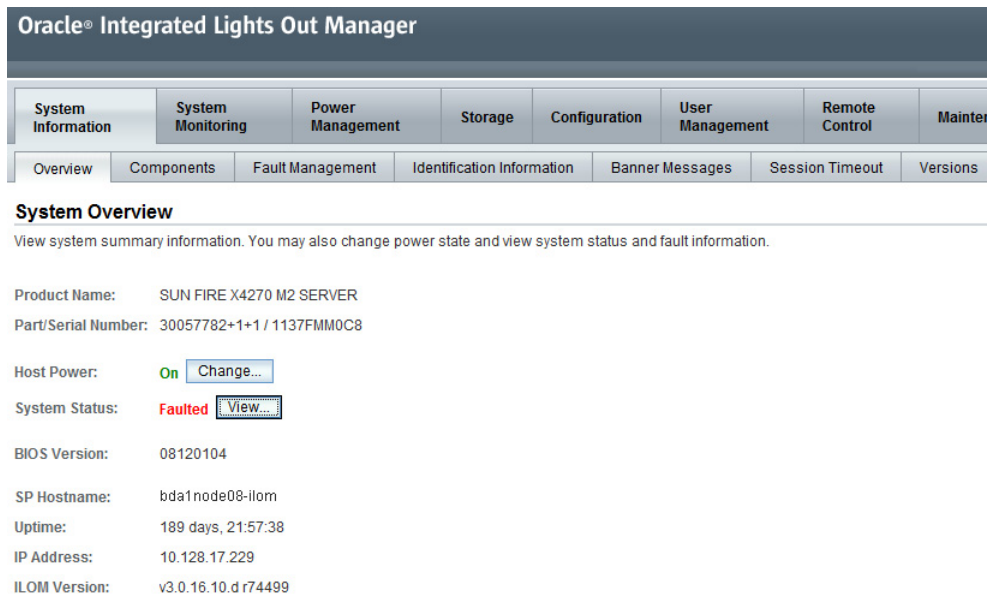 Oracle® Integrated Lights Out Manager
System Information System Monitoring Power Management Storage Configuration User Management Remote Control
Overview Components Fault Management Identification Information Banner Messages Session Timeout Versions
System Overview
View system summary information. You may also change power state and view system status and fault information.
Product Name: SUN FIRE X4270 M2 SERVER
Part/Serial Number: 30057782+1+1 / 1137FMM0C8
Host Power: On Change...
System Status: Faulted View...
BIOS Version: 08120104
SP Hostname: bda1node08-ilom
Uptime: 189 days, 21:57:38
IP Address: 10.128.17.229
ILOM Version: v3.0.16.10.d r74499